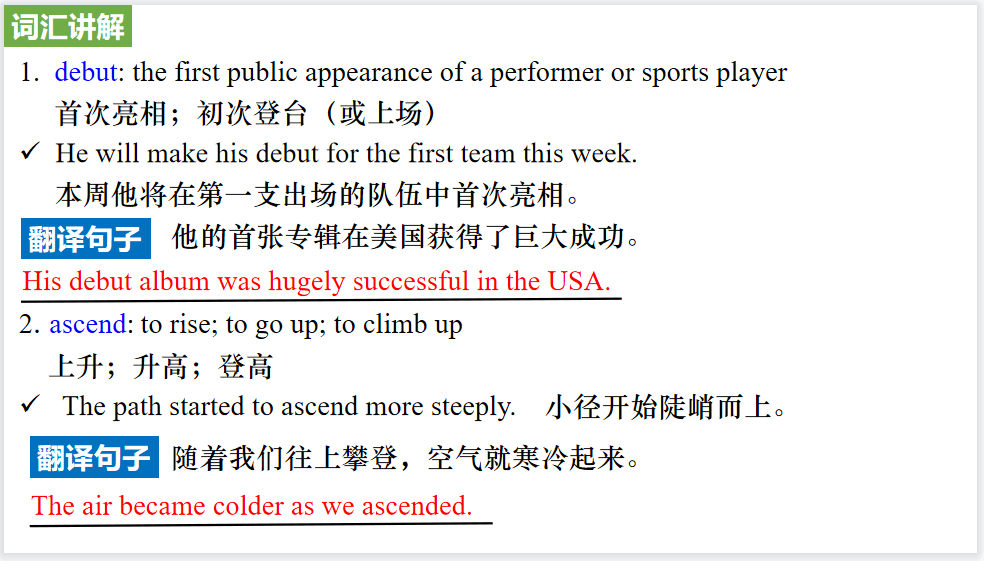 词汇讲解
1. debut: the first public appearance of a performer or sports player
首次亮相；初次登台（或上场）
✓ He will make his debut for the first team this week.
本周他将在第一支出场的队伍中首次亮相。
翻译句子 他的首张专辑在美国获得了巨大成功。
His debut album was hugely successful in the USA.
2. ascend: to rise; to go up; to climb up
上升；升高；登高
✓ The path started to ascend more steeply. 小径开始陡峭而上。
翻译句子 随着我们往上攀登，空气就寒冷起来。
The air became colder as we ascended.